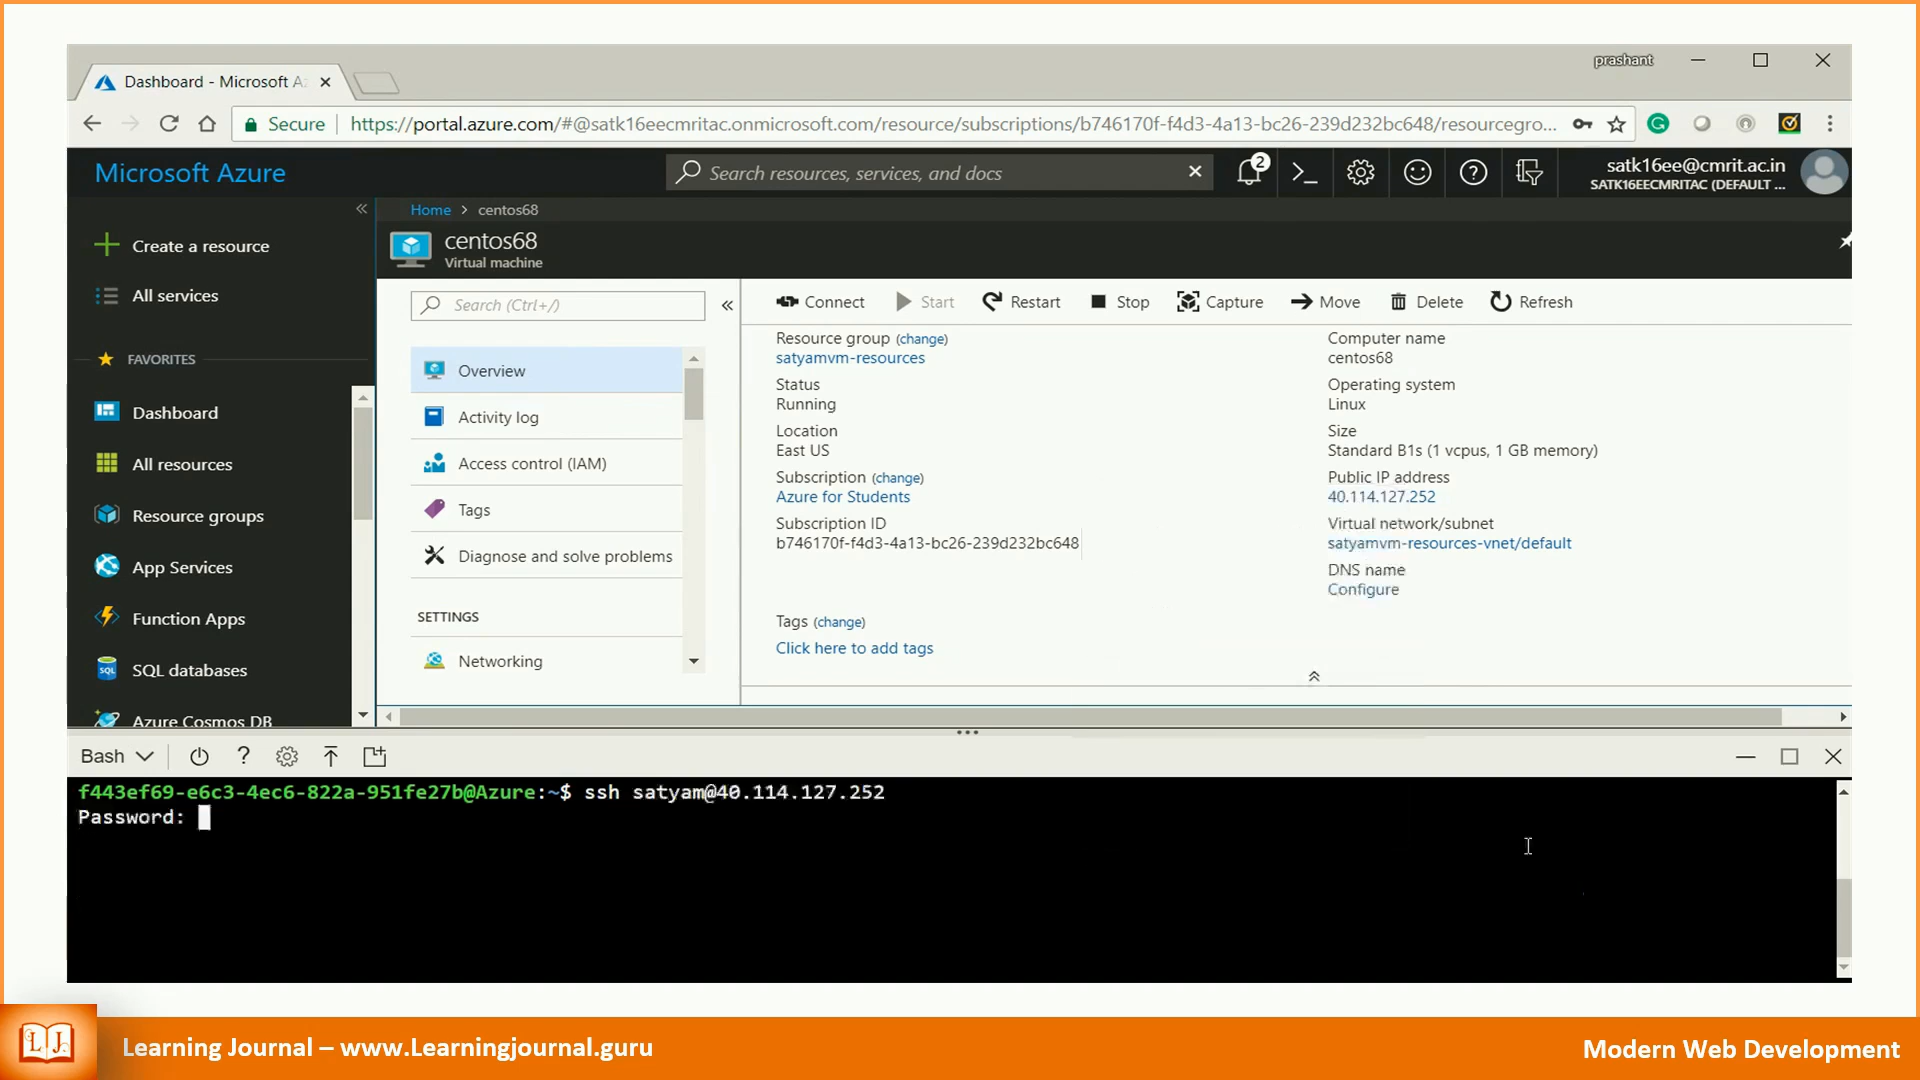 prashant
Dashboard - Microsoft Az
Secure
https://portal.azure.com/#@satk16eecmritac.onmicrosoft.com/resource/subscriptions/b746170f-f4d3-4a13-bc26-239d232bc648/resourcegro...
Microsoft Azure
Search resources, services, and docs
2
satk16ee@cmrit.ac.in
SATK16EECMRITAC (DEFAULT ...
Home > centos68
centos68
Virtual machine
Create a resource
All services
FAVORITES
Dashboard
All resources
Resource groups
App Services
Function Apps
SQL databases
Azure Cosmos DB
Search (Ctrl+/)
Overview
Activity log
Access control (IAM)
Tags
Diagnose and solve problems
SETTINGS
Networking
Connect Start Restart Stop Capture Move Delete Refresh
Resource group (change)
satyamvm-resources
Status
Running
Location
East US
Subscription (change)
Azure for Students
Subscription ID
b746170f-f4d3-4a13-bc26-239d232bc648
Tags (change)
Click here to add tags
Computer name
centos68
Operating system
Linux
Size
Standard B1s (1 vcpus, 1 GB memory)
Public IP address
40.114.127.252
Virtual network/subnet
satyamvm-resources-vnet/default
DNS name
Configure
Bash
f443ef69-e6c3-4ec6-822a-951fe27b@Azure:~$ ssh satyam@40.114.127.252
Password:
LJ
Learning Journal – www.Learningjournal.guru
Modern Web Development